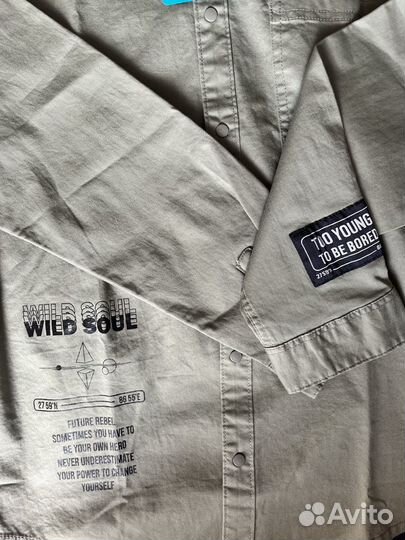 TOO YOUNG
TO BE BORED
27 59'N
WILD SOUL
WILD SOUL
27 59'N
86 55'E
FUTURE REBEL
SOMETIMES YOU HAVE TO
BE YOUR OWN HERO
NEVER UNDERESTIMATE
YOUR POWER TO CHANGE
YOURSELF
Avito